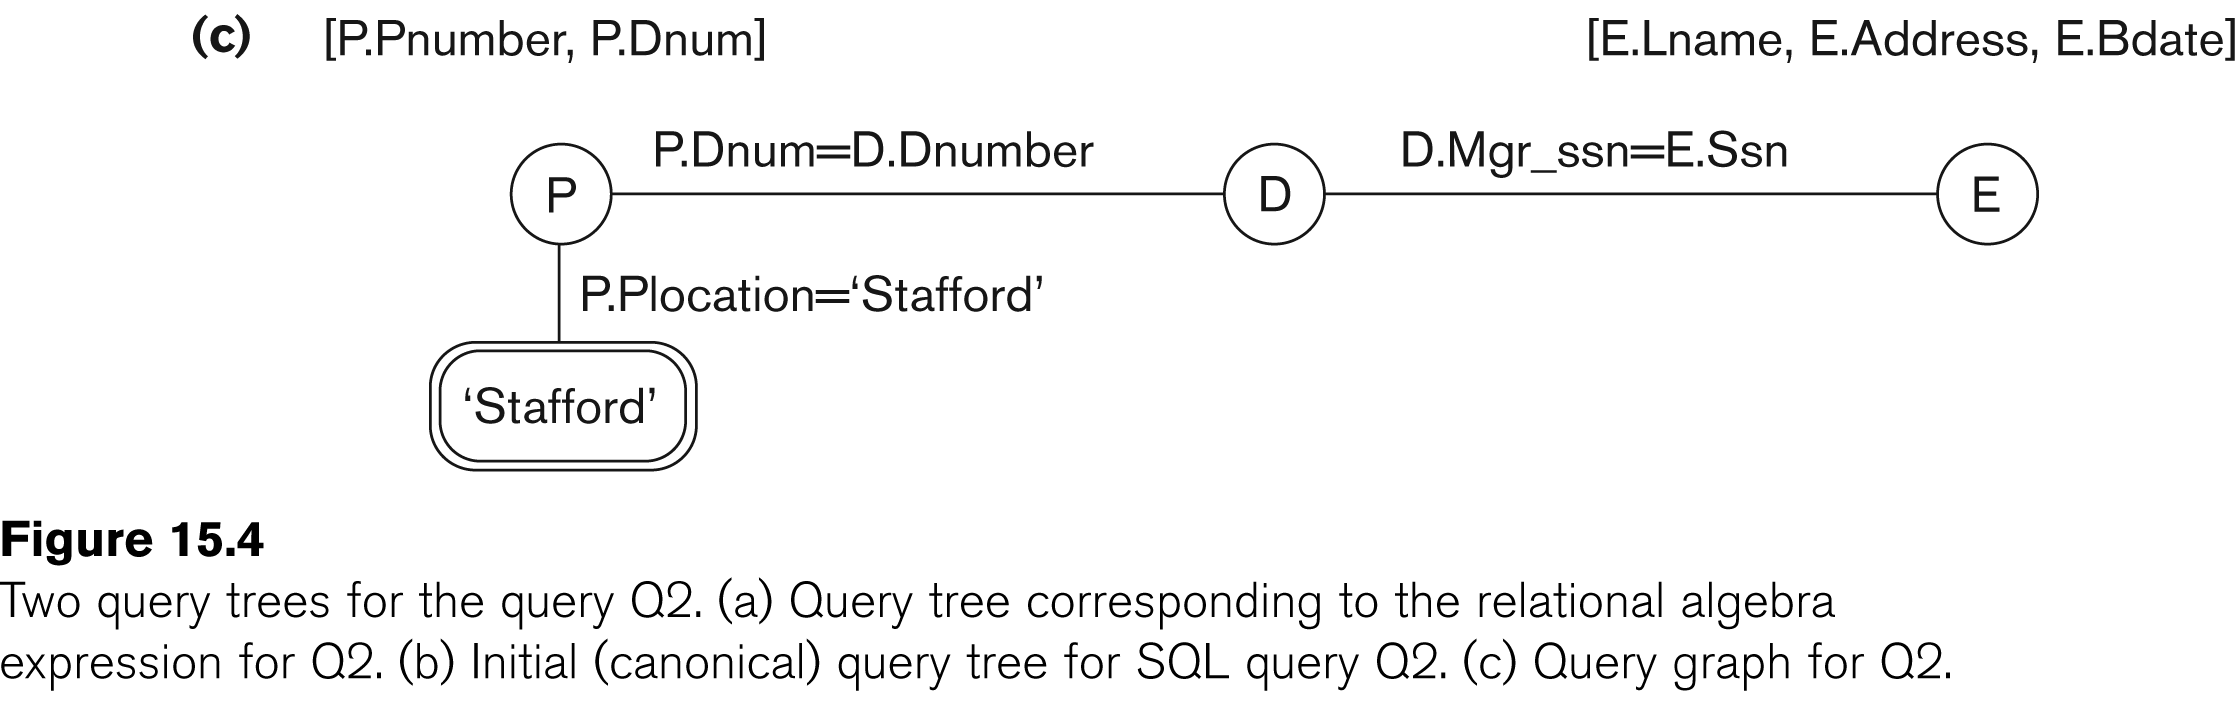 (c) [P.Pnumber, P.Dnum] [E.Lname, E.Address, E.Bdate]
P.Dnum=D.Dnumber D.Mgr_ssn=E.Ssn
P D E
P.Plocation=‘Stafford’
‘Stafford’
Figure 15.4
Two query trees for the query Q2. (a) Query tree corresponding to the relational algebra
expression for Q2. (b) Initial (canonical) query tree for SQL query Q2. (c) Query graph for Q2.